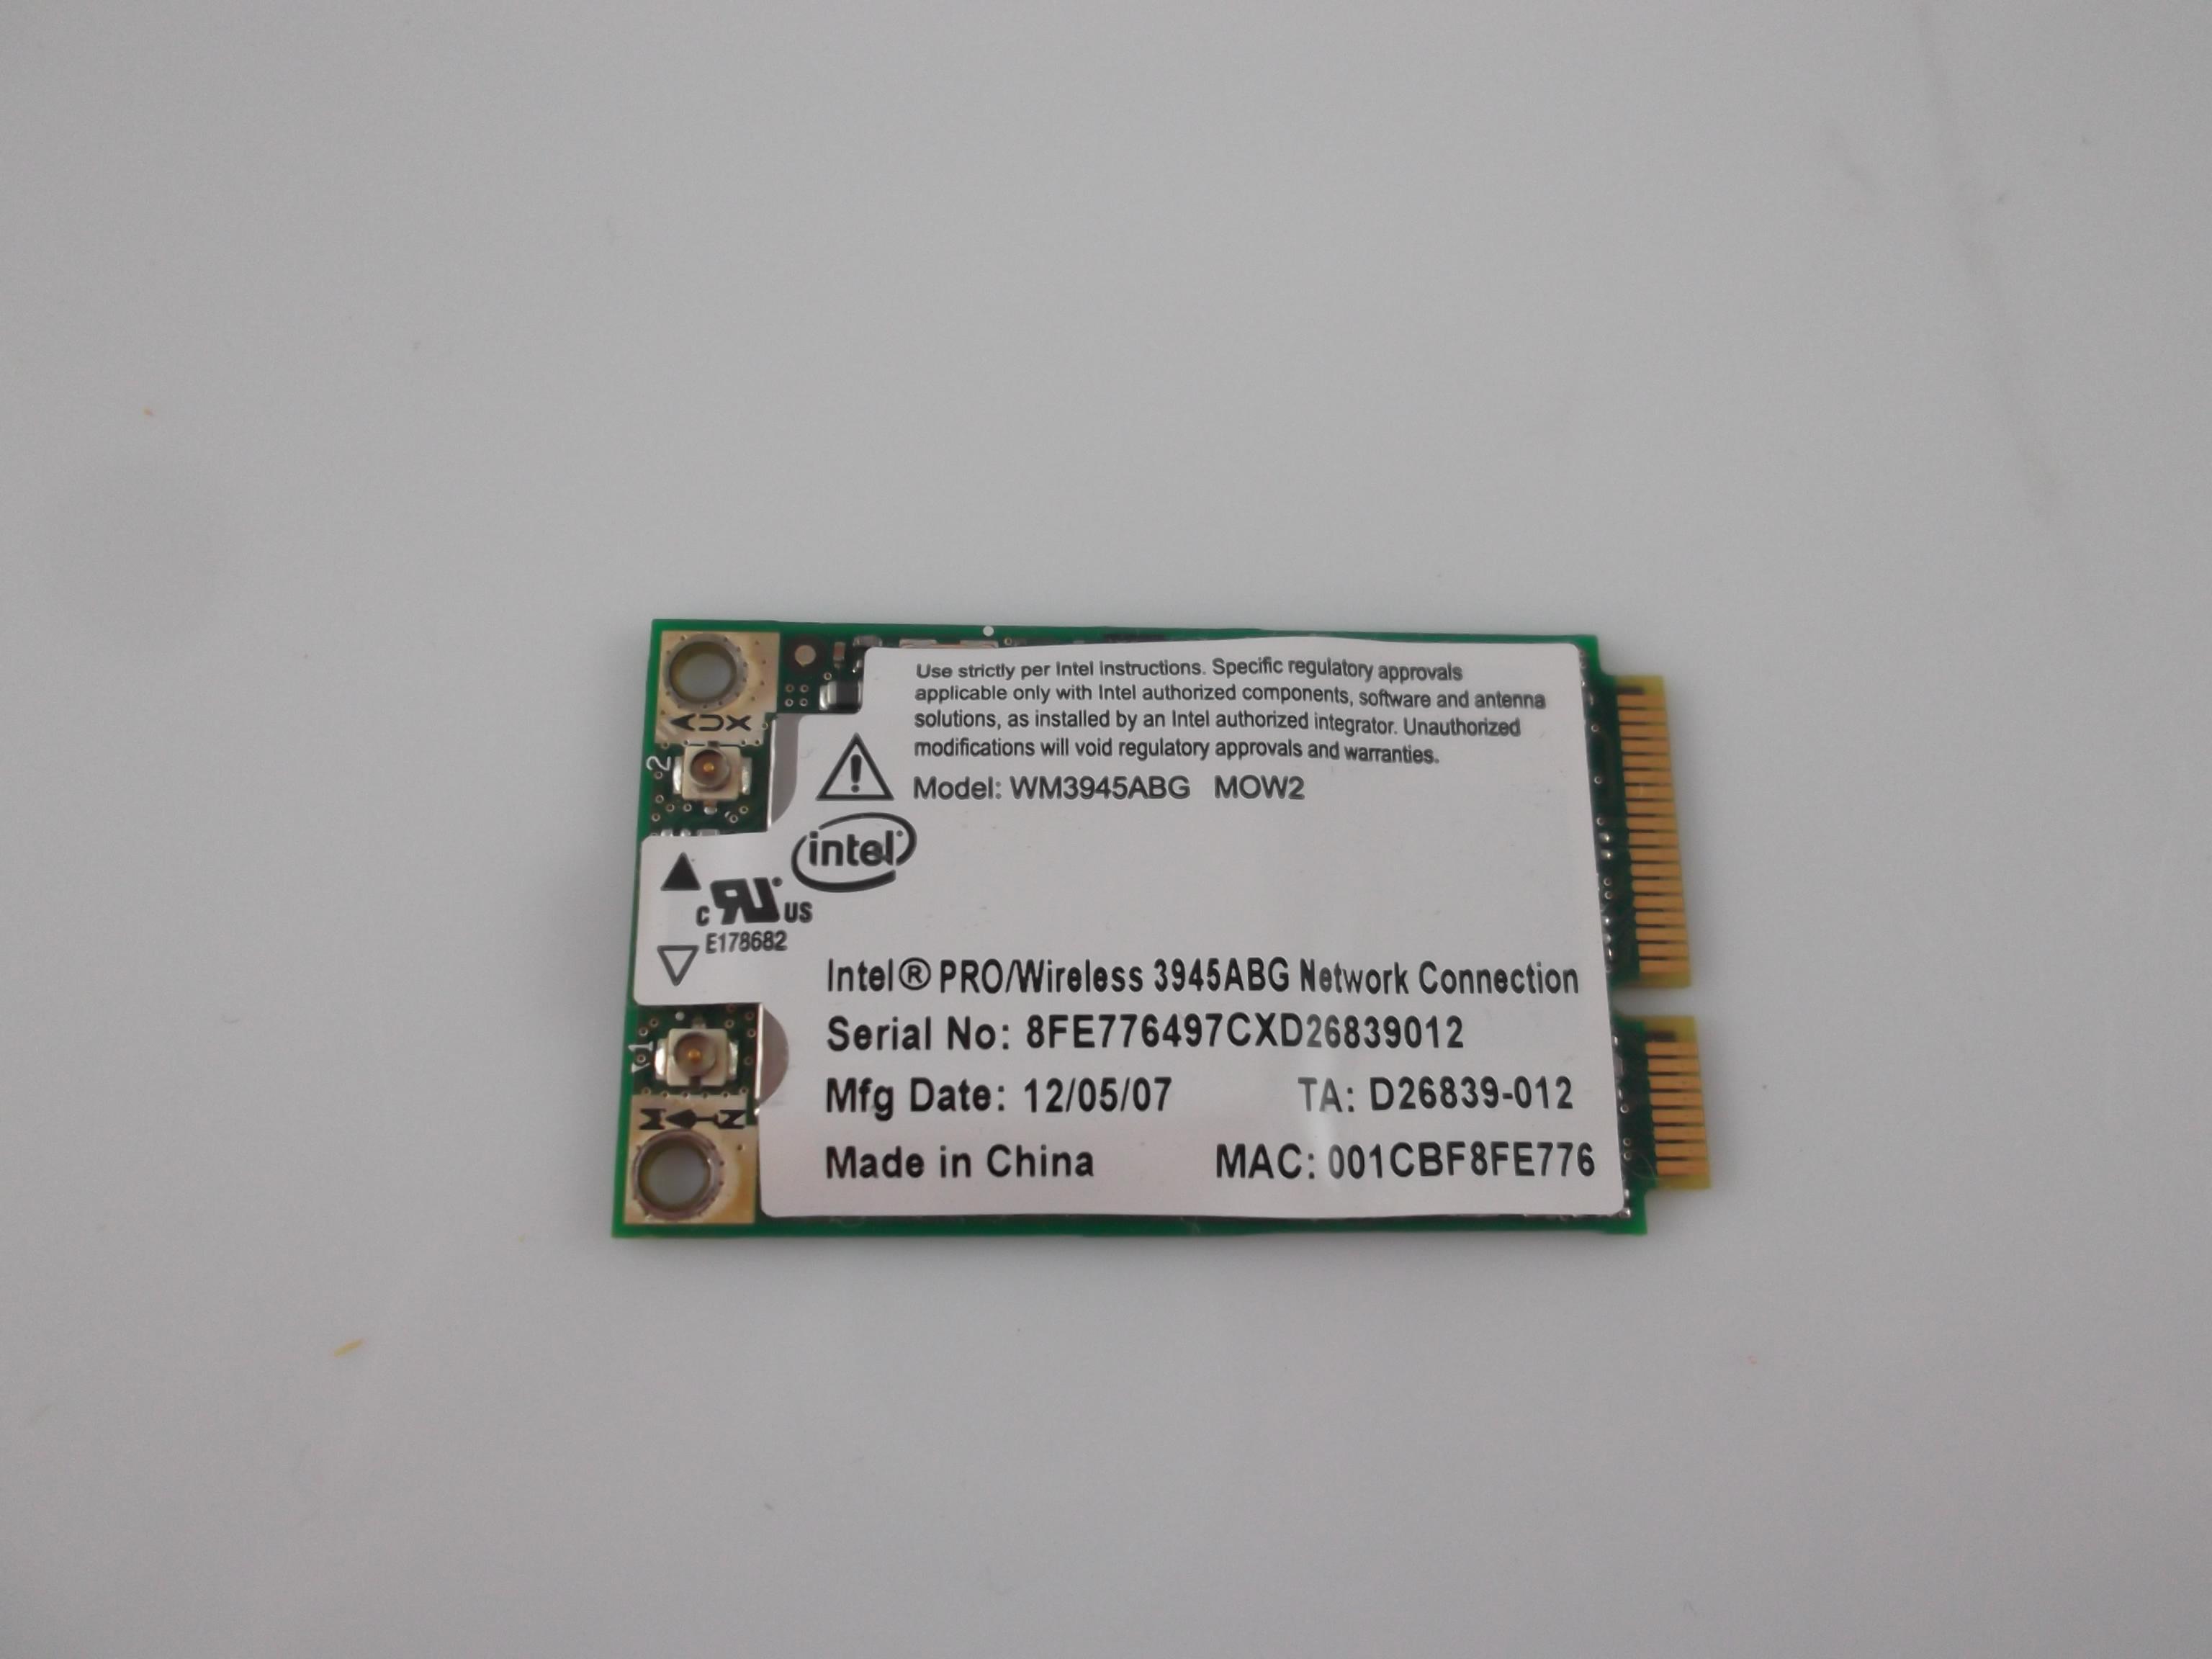 Use strictly per Intel instructions. Specific regulatory approvals
applicable only with Intel authorized components, software and antenna
solutions, as installed by an Intel authorized integrator. Unauthorized
modifications will void regulatory approvals and warranties.
Model: WM3945ABG MOW2
intel
2
C US
E178682
Intel® PRO/Wireless 3945ABG Network Connection
Serial No: 8FE776497CXD26839012
1
Mfg Date: 12/05/07 TA: D26839-012
Made in China MAC: 001CBF8FE776